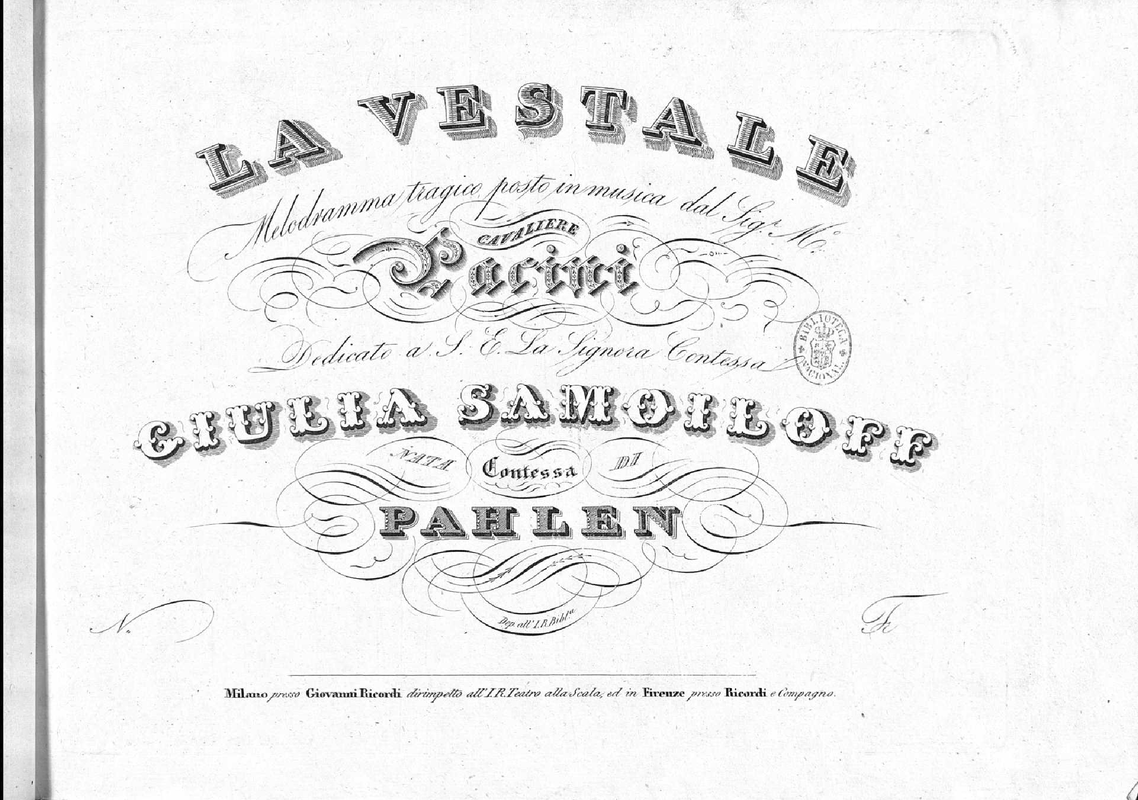 LA VESTALE
Melodramma tragico posto in musica dal Sig.r M.o
CAVALIERE
Pacini
Dedicato a S. E. La Signora Contessa
BIBLIOTECA NACIONAL
GIULIA SAMOILOFF
NATA Contessa DI
PAHLEN
Dep. all'I. R. Bibl.a
N.o Fr
Milano presso Giovanni Ricordi dirimpetto all'I. R. Teatro alla Scala, ed in Firenze presso Ricordi e Compagno.